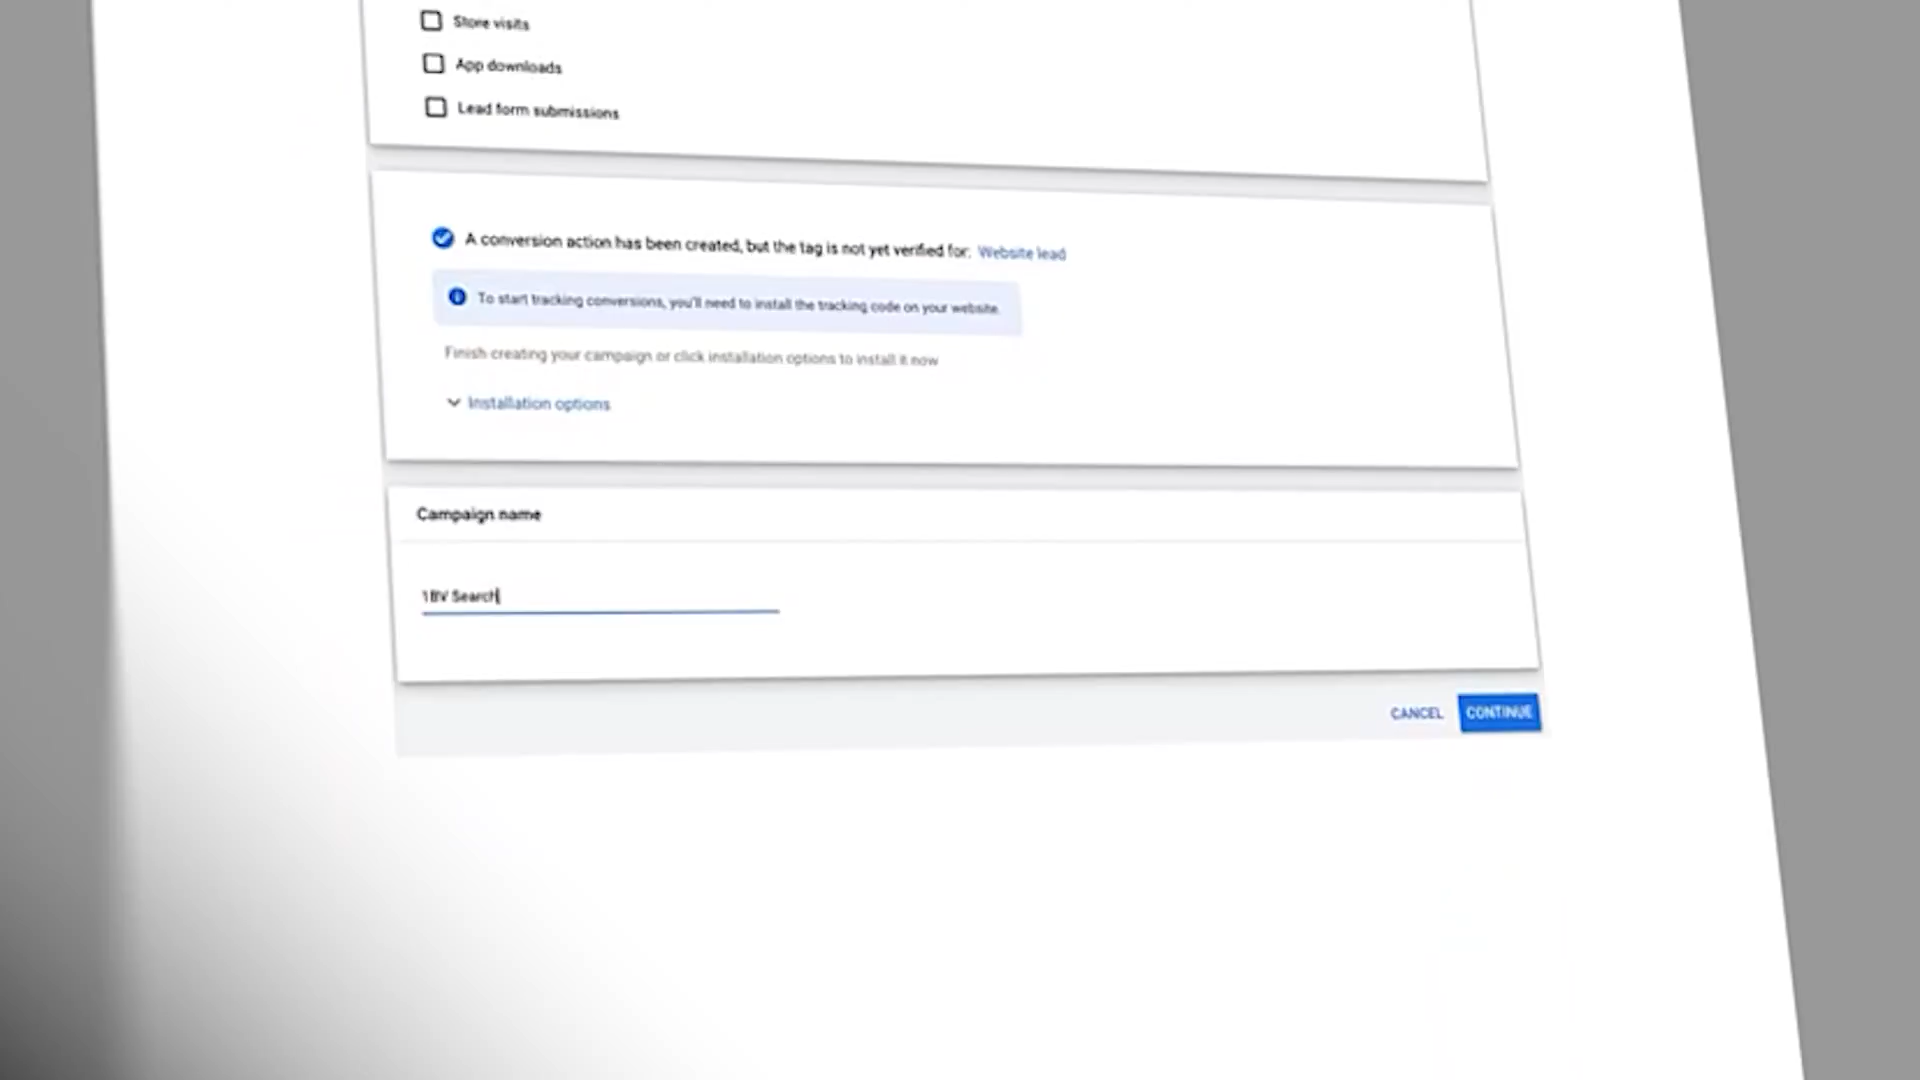 Store visits
App downloads
Lead form submissions
A conversion action has been created, but the tag is not yet verified for: Website lead
To start tracking conversions, you'll need to install the tracking code on your website.
Finish creating your campaign or click installation options to install it now
Installation options
Campaign name
1BV Search
CANCEL
CONTINUE